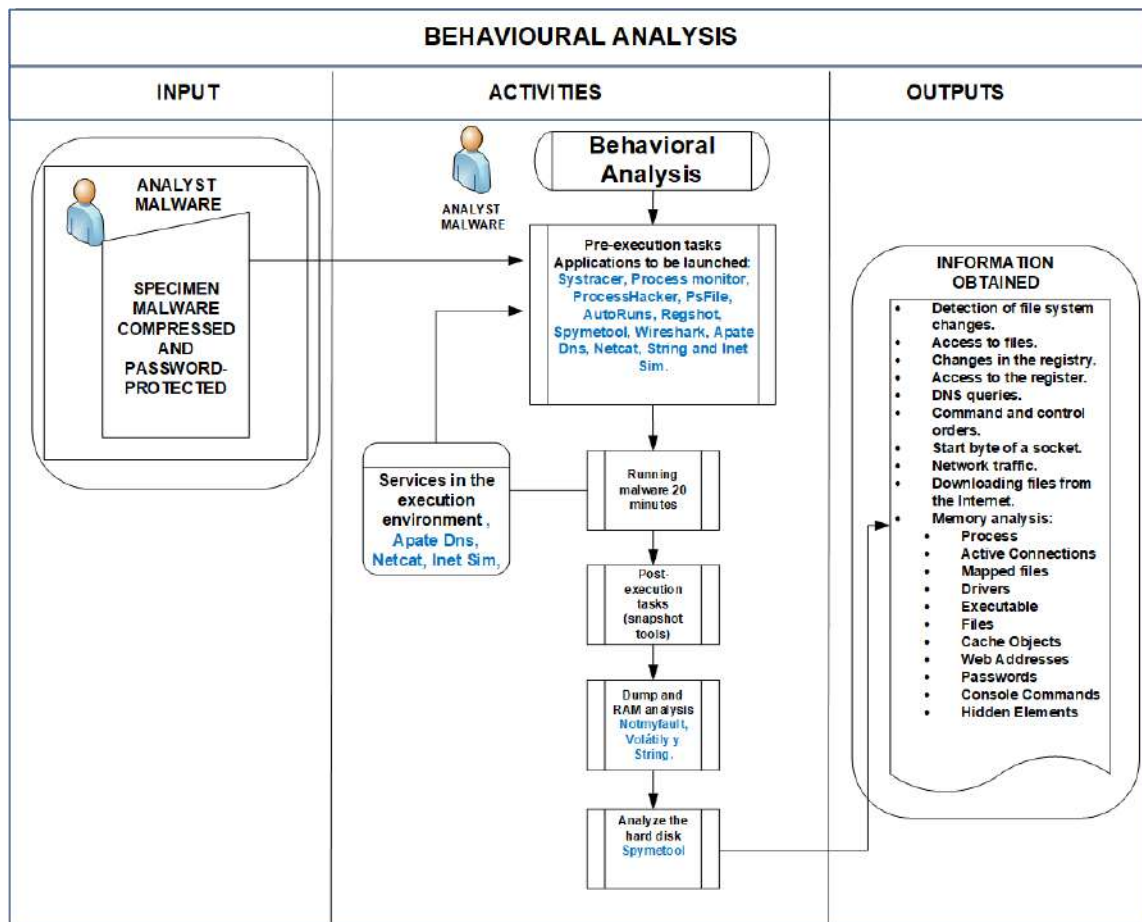 BEHAVIOURAL ANALYSIS
INPUT
ACTIVITIES
OUTPUTS
ANALYST
MALWARE
SPECIMEN
MALWARE
COMPRESSED
AND
PASSWORD-
PROTECTED
ANALYST
MALWARE
Behavioral
Analysis
Pre-execution tasks
Applications to be launched:
Systracer, Process monitor,
ProcessHacker, PsFile,
AutoRuns, Regshot,
Spymetool, Wireshark, Apate
Dns, Netcat, String and Inet
Sim.
Services in the
execution
environment ,
Apate Dns,
Netcat, Inet Sim,
Running
malware 20
minutes
Post-
execution
tasks
(snapshot
tools)
Dump and
RAM analysis
Notmyfault,
Volátily y
String.
Analyze the
hard disk
Spymetool
INFORMATION
OBTAINED
• Detection of file system
changes.
• Access to files.
• Changes in the registry.
• Access to the register.
• DNS queries.
• Command and control
orders.
• Start byte of a socket.
• Network traffic.
• Downloading files from
the Internet.
• Memory analysis:
• Process
• Active Connections
• Mapped files
• Drivers
• Executable
• Files
• Cache Objects
• Web Addresses
• Passwords
• Console Commands
• Hidden Elements